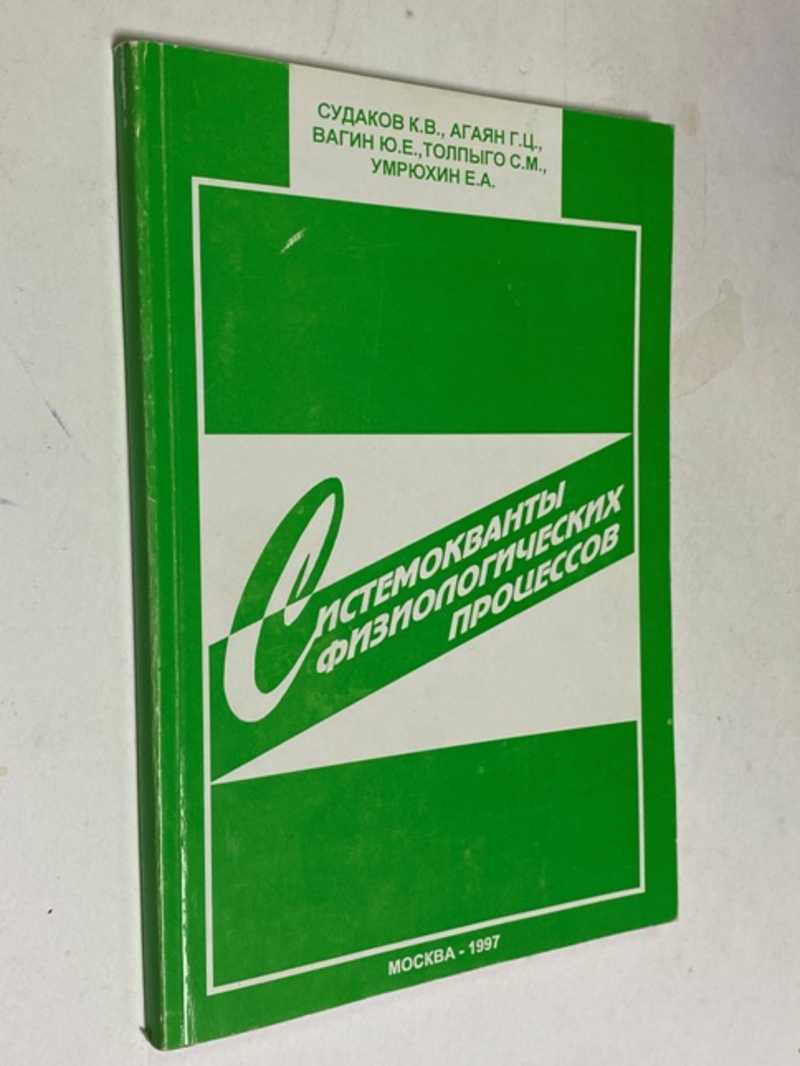 СУДАКОВ К.В., АГАЯН Г.Ц.,
ВАГИН Ю.Е.,ТОЛПЫГО С.М.,
УМРЮХИН Е.А.
СИСТЕМОКВАНТЫ
ФИЗИОЛОГИЧЕСКИХ
ПРОЦЕССОВ
МОСКВА - 1997